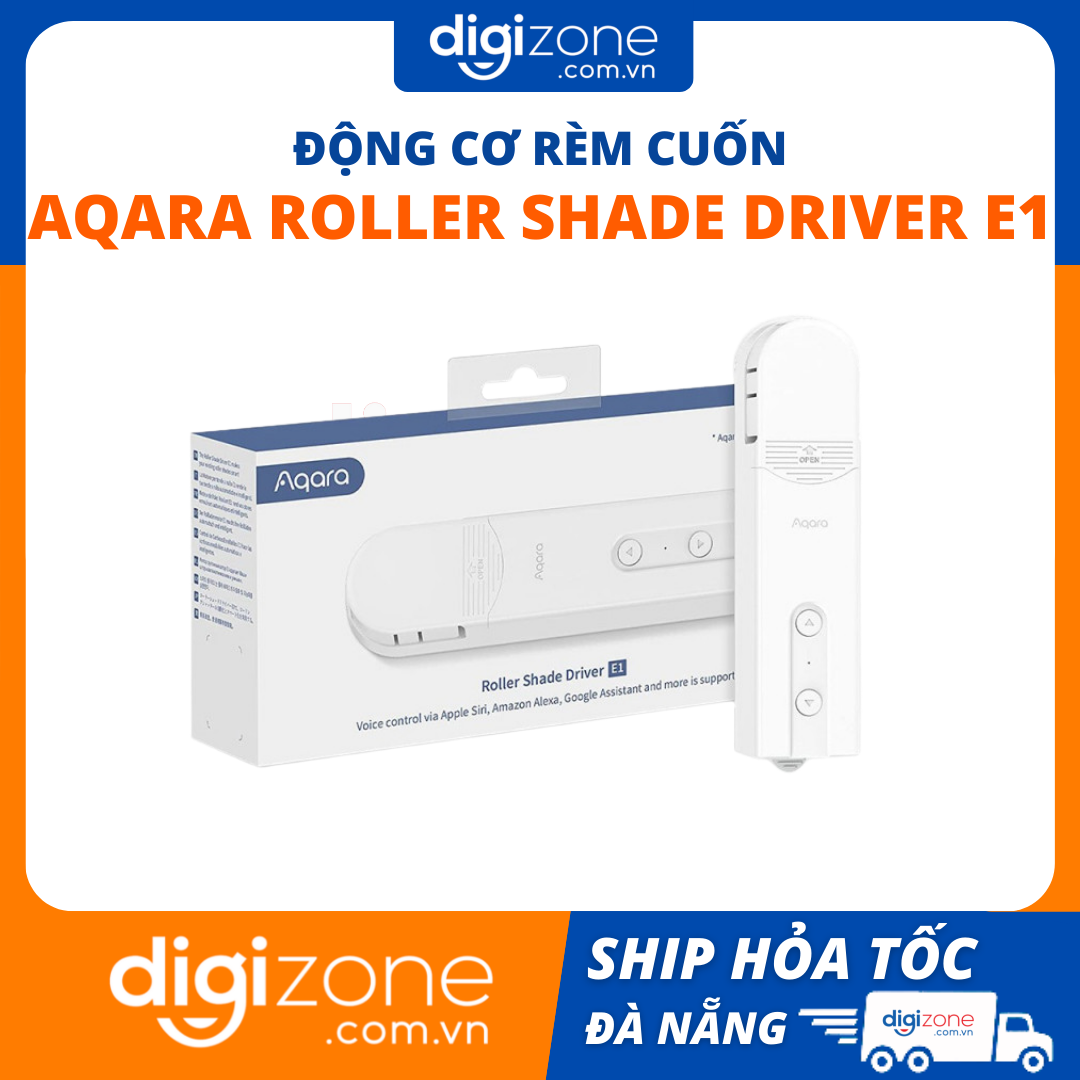 digizone
.com.vn
ĐỘNG CƠ RÈM CUỐN
AQARA ROLLER SHADE DRIVER E1
* Aqar
Aqara
OPEN
Aqara
Roller Shade Driver E1
Voice control via Apple Siri, Amazon Alexa, Google Assistant and more is support
OPEN
Aqara
digizone
.com.vn
SHIP HỎA TỐC
ĐÀ NẴNG
digizone
.com.vn